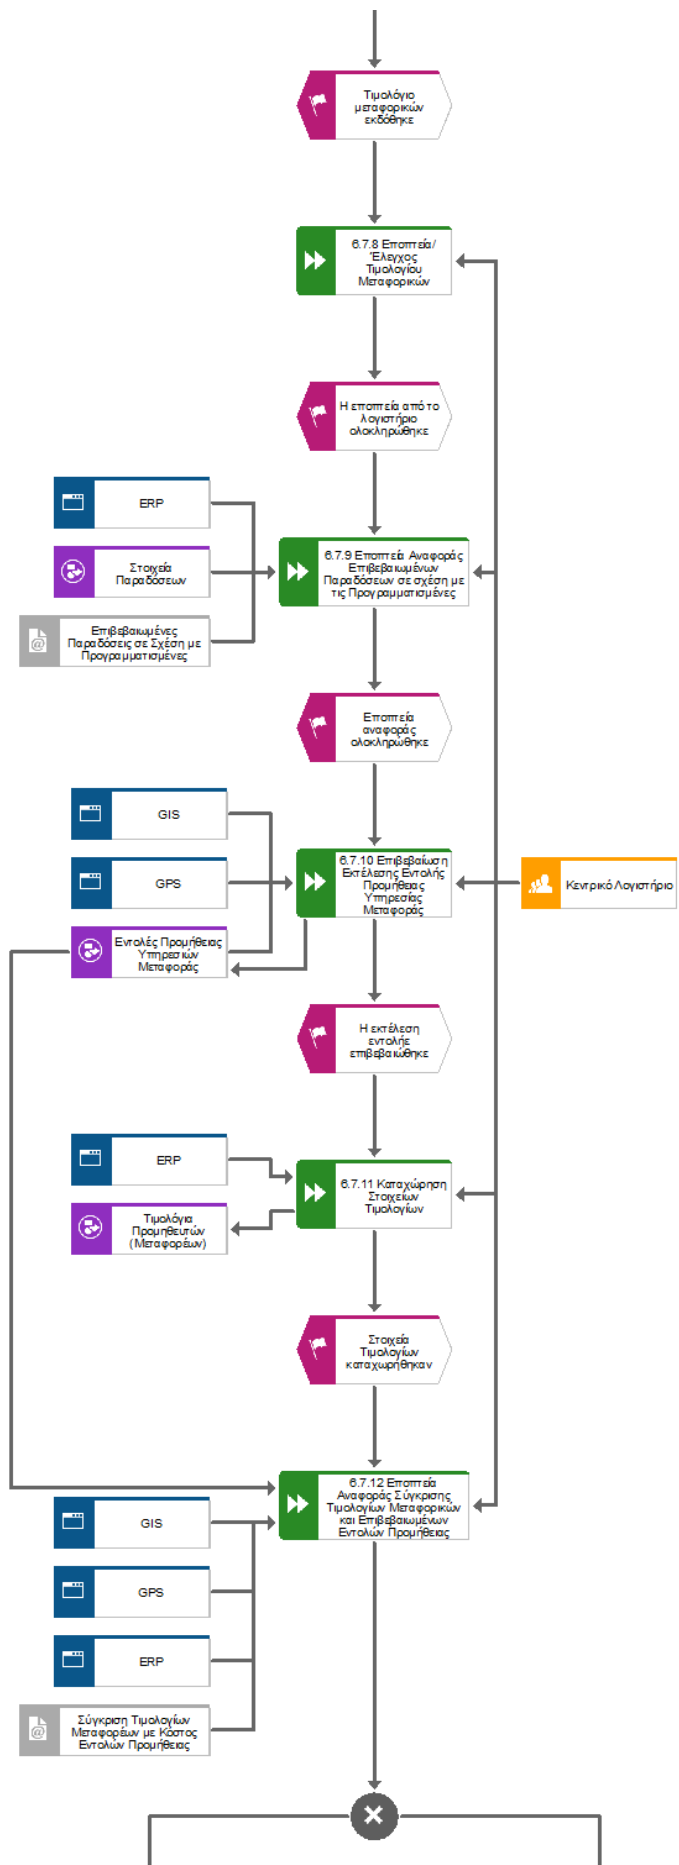 Τιμολόγιο
μεταφορικών
εκδόθηκε
6.7.8 Εποπτεία/
Έλεγχος
Τιμολογίου
Μεταφορικών
Η εποπτεία από το
λογιστήριο
ολοκληρώθηκε
ERP
Στοιχεία
Παραδόσεων
Επιβεβαιωμένες
Παραδόσεις σε Σχέση με
Προγραμματισμένες
6.7.9 Εποπτεία Αναφοράς
Επιβεβαιωμένων
Παραδόσεων σε σχέση με
τις Προγραμματισμένες
Εποπτεία
αναφοράς
ολοκληρώθηκε
GIS
GPS
Εντολές Προμήθειας
Υπηρεσιών
Μεταφοράς
6.7.10 Επιβεβαίωση
Εκτέλεσης Εντολής
Προμήθειας
Υπηρεσίας
Μεταφοράς
Κεντρικό Λογιστήριο
Η εκτέλεση
εντολής
επιβεβαιώθηκε
ERP
Τιμολόγια
Προμηθευτών
(Μεταφορέων)
6.7.11 Καταχώρηση
Στοιχείων
Τιμολογίων
Στοιχεία
Τιμολογίων
καταχωρήθηκαν
6.7.12 Εποπτεία
Αναφοράς Σύγκρισης
Τιμολογίων Μεταφορικών
και Επιβεβαιωμένων
Εντολών Προμήθειας
GIS
GPS
ERP
Σύγκριση Τιμολογίων
Μεταφορέων με Κόστος
Εντολών Προμήθειας